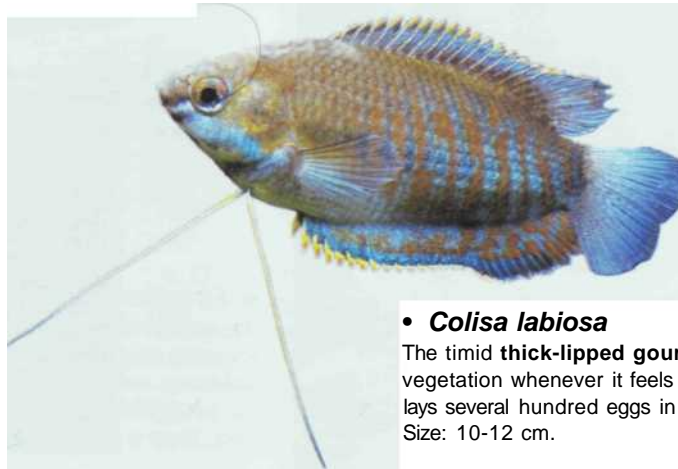 • Colisa labiosa
The timid thick-lipped
vegetation whenever it feels
lays several hundred eggs in
Size: 10-12 cm.